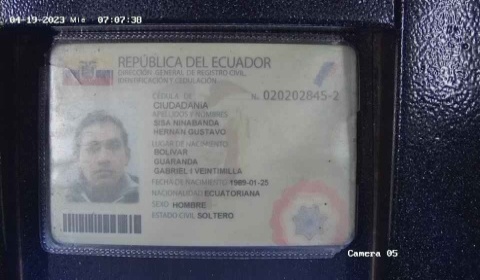 04-19-2023 Mié 07:07:30
REPÚBLICA DEL ECUADOR
DIRECCIÓN GENERAL DE REGISTRO CIVIL,
IDENTIFICACIÓN Y CEDULACIÓN
CÉDULA DE
CIUDADANÍA
N. 020202845-2
APELLIDOS Y NOMBRES
SISA NINABANDA
HERNAN GUSTAVO
LUGAR DE NACIMIENTO
BOLIVAR
GUARANDA
GABRIEL I VEINTIMILLA
FECHA DE NACIMIENTO 1985-01-25
NACIONALIDAD ECUATORIANA
SEXO HOMBRE
ESTADO CIVIL SOLTERO
Camera 05